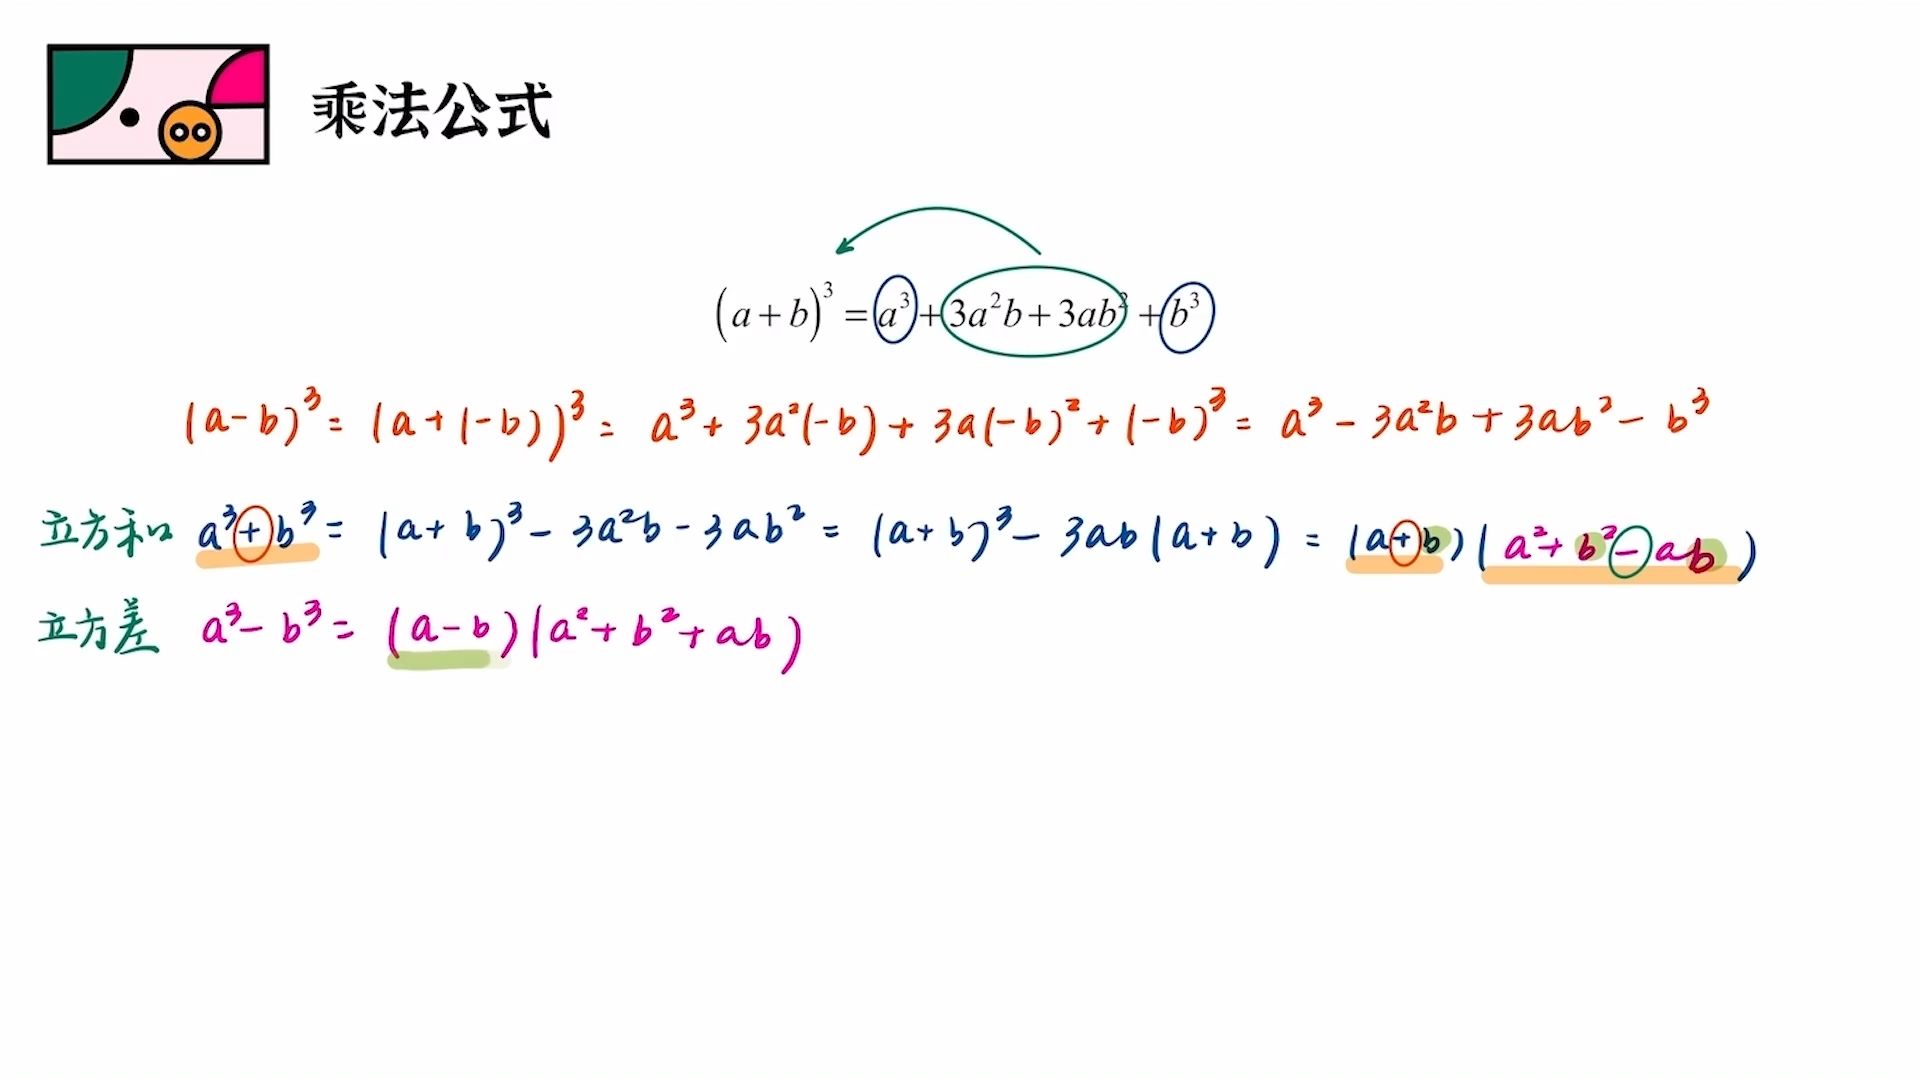 乘法公式
(a+b)³=a³+3a²b+3ab²+b³
(a-b)³=(a+(-b))³=a³+3a²(-b)+3a(-b)²+(-b)³=a³-3a²b+3ab²-b³
立方和 a³+b³=(a+b)³-3a²b-3ab²=(a+b)³-3ab(a+b)=(a+b)(a²+b²-ab)
立方差 a³-b³=(a-b)(a²+b²+ab)